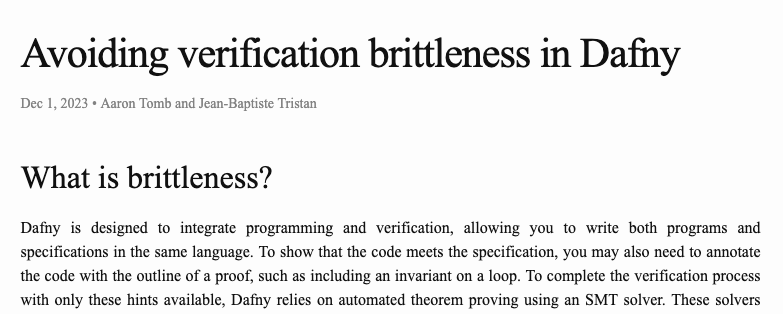 Avoiding verification brittleness in Dafny
Dec 1, 2023 • Aaron Tomb and Jean-Baptiste Tristan
What is brittleness?
Dafny is designed to integrate programming and verification, allowing you to write both programs and
specifications in the same language. To show that the code meets the specification, you may also need to annotate
the code with the outline of a proof, such as including an invariant on a loop. To complete the verification process
with only these hints available, Dafny relies on automated theorem proving using an SMT solver. These solvers